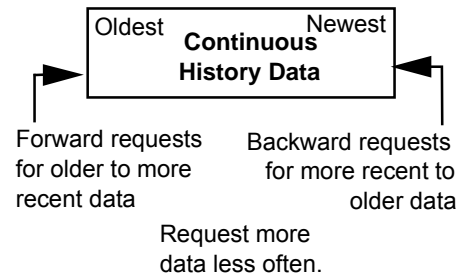 Oldest
Newest
Continuous
History Data
Forward requests
for older to more
recent data
Backward requests
for more recent to
older data
Request more
data less often.